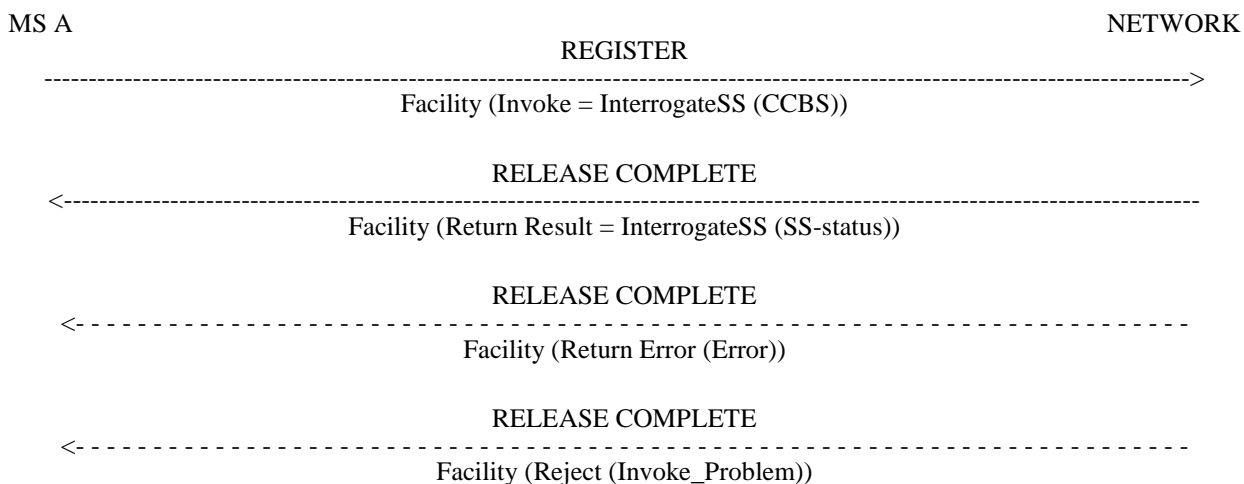 MS A NETWORK
REGISTER
Facility (Invoke = InterrogateSS (CCBS))
RELEASE COMPLETE
Facility (Return Result = InterrogateSS (SS-status))
RELEASE COMPLETE
Facility (Return Error (Error))
RELEASE COMPLETE
Facility (Reject (Invoke_Problem))